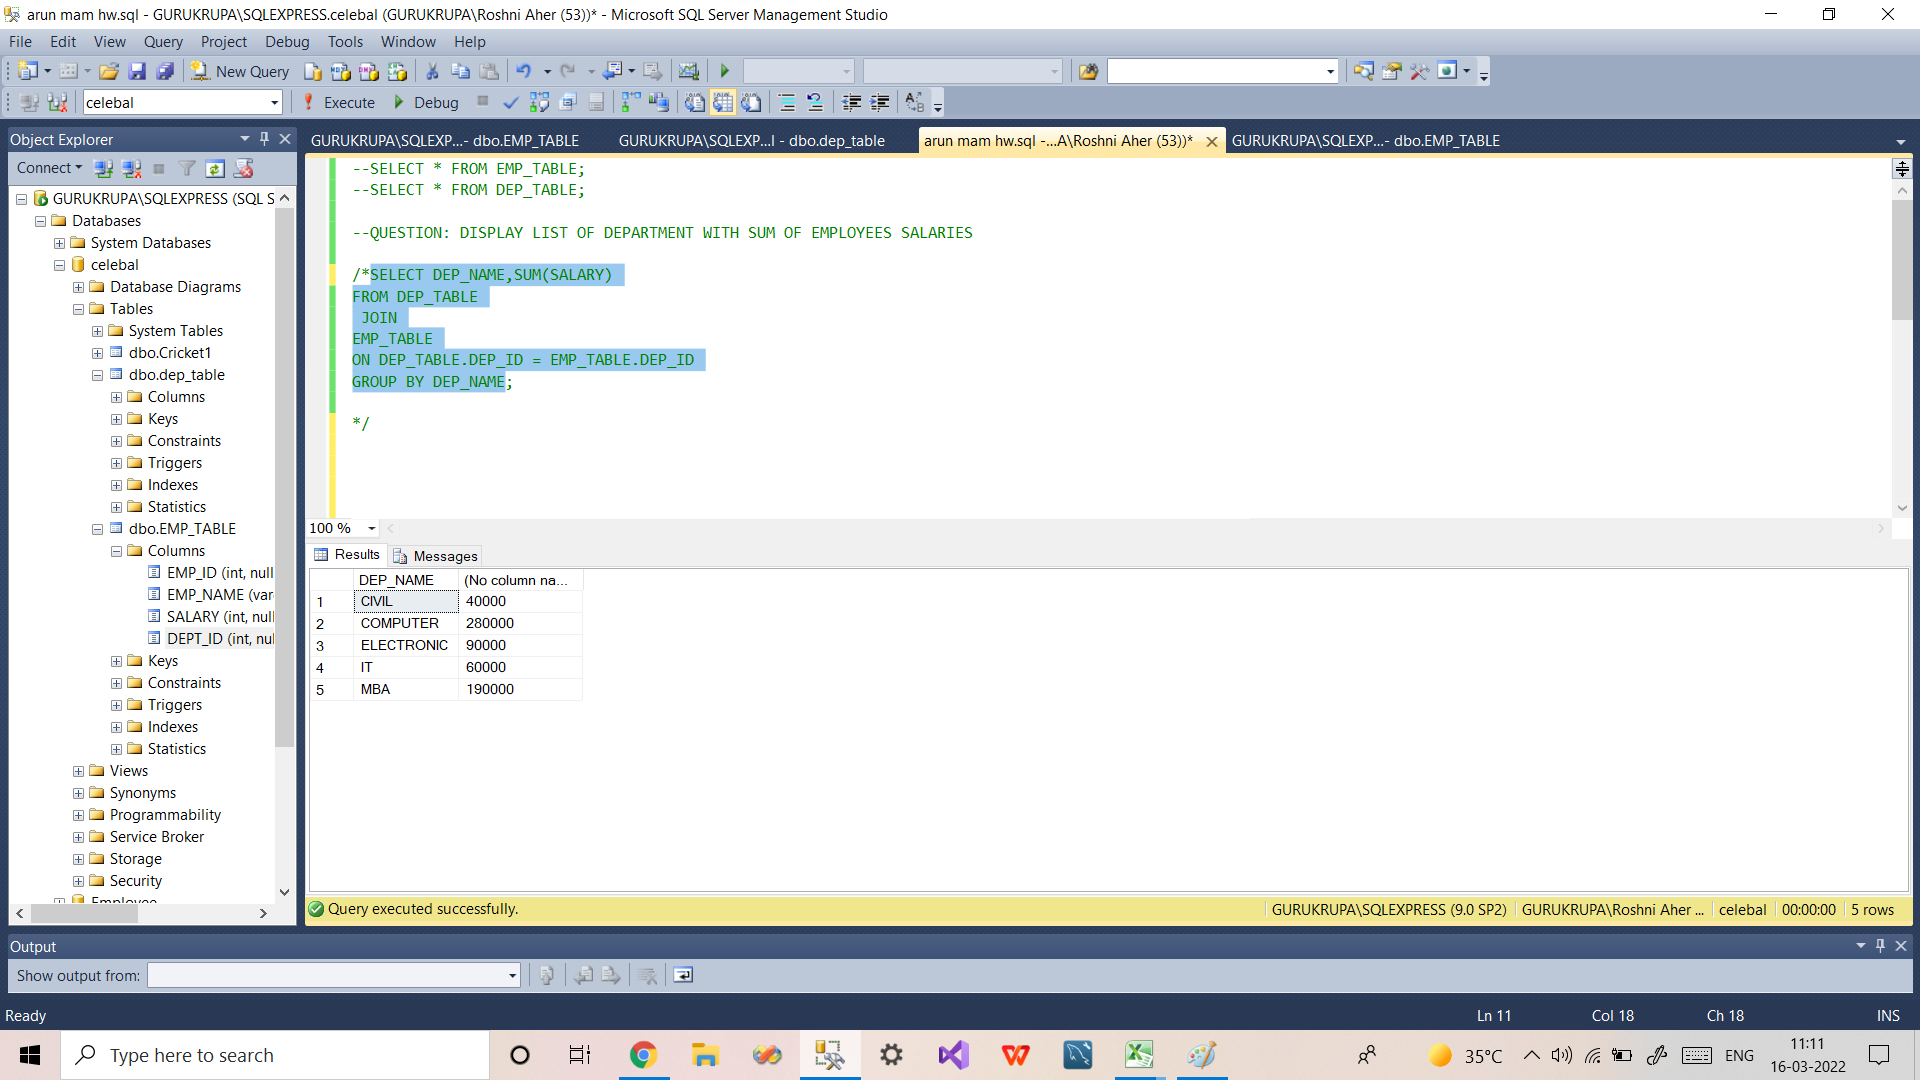 arun mam hw.sql - GURUKRUPA\SQLEXPRESS.celebal (GURUKRUPA\Roshni Aher (53))* - Microsoft SQL Server Management Studio
File Edit View Query Project Debug Tools Window Help
New Query
celebal Execute Debug
Object Explorer
GURUKRUPA\SQLEXP...- dbo.EMP_TABLE GURUKRUPA\SQLEXP...l - dbo.dep_table arun mam hw.sql -...A\Roshni Aher (53))* GURUKRUPA\SQLEXP...- dbo.EMP_TABLE
Connect
GURUKRUPA\SQLEXPRESS (SQL S
Databases
System Databases
celebal
Database Diagrams
Tables
System Tables
dbo.Cricket1
dbo.dep_table
Columns
Keys
Constraints
Triggers
Indexes
Statistics
dbo.EMP_TABLE
Columns
EMP_ID (int, null
EMP_NAME (var
SALARY (int, null
DEPT_ID (int, nul
Keys
Constraints
Triggers
Indexes
Statistics
Views
Synonyms
Programmability
Service Broker
Storage
Security
Employee
--SELECT * FROM EMP_TABLE;
--SELECT * FROM DEP_TABLE;
--QUESTION: DISPLAY LIST OF DEPARTMENT WITH SUM OF EMPLOYEES SALARIES
/*SELECT DEP_NAME,SUM(SALARY)
FROM DEP_TABLE
JOIN
EMP_TABLE
ON DEP_TABLE.DEP_ID = EMP_TABLE.DEP_ID
GROUP BY DEP_NAME;
*/
100 %
Results Messages
DEP_NAME (No column na...
1 CIVIL 40000
2 COMPUTER 280000
3 ELECTRONIC 90000
4 IT 60000
5 MBA 190000
Query executed successfully. GURUKRUPA\SQLEXPRESS (9.0 SP2) GURUKRUPA\Roshni Aher ... celebal 00:00:00 5 rows
Output
Show output from:
Ready Ln 11 Col 18 Ch 18 INS
Type here to search 35°C ENG 11:11
16-03-2022